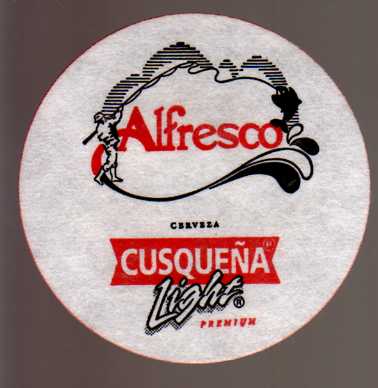 Alfresco
CERVEZA
CUSQUEÑA
Light®
PREMIUM